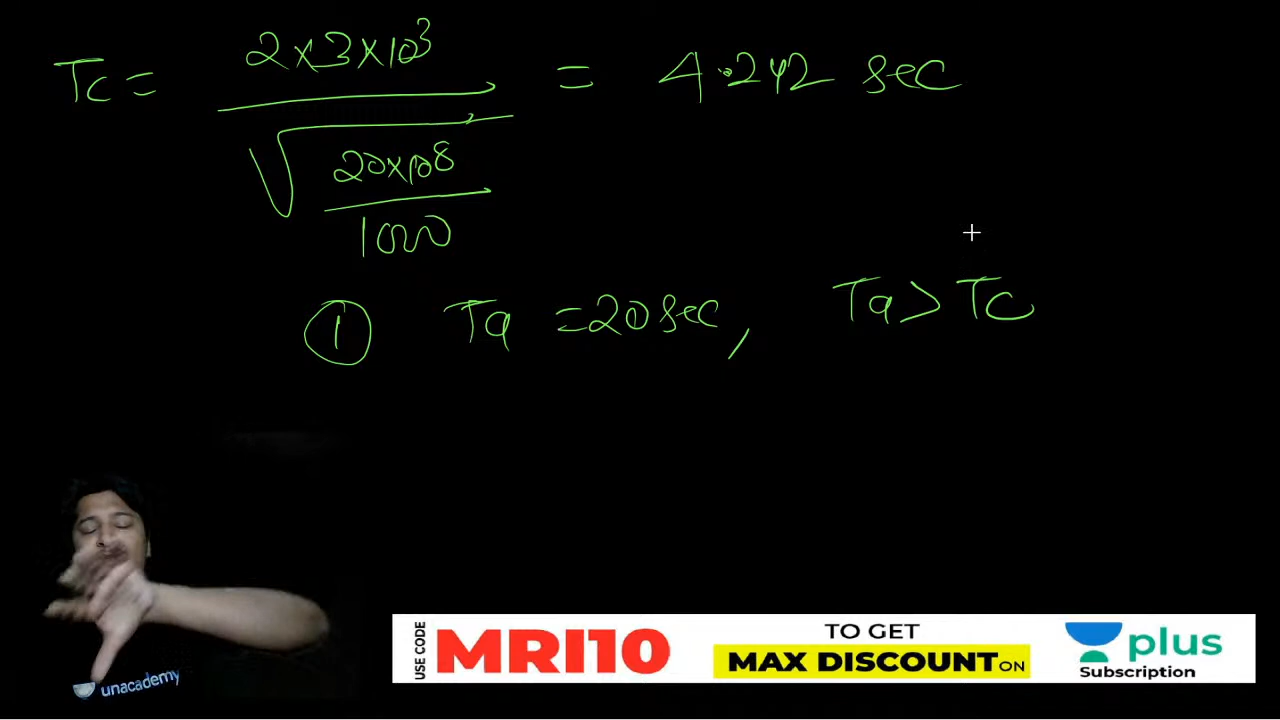 Tc = 2×3×10³ / √(20×10⁸ / 1000) = 4.242 sec
① Ta = 20 sec, Ta > Tc
unacademy
USE CODE MRI10 TO GET MAX DISCOUNT ON plus Subscription